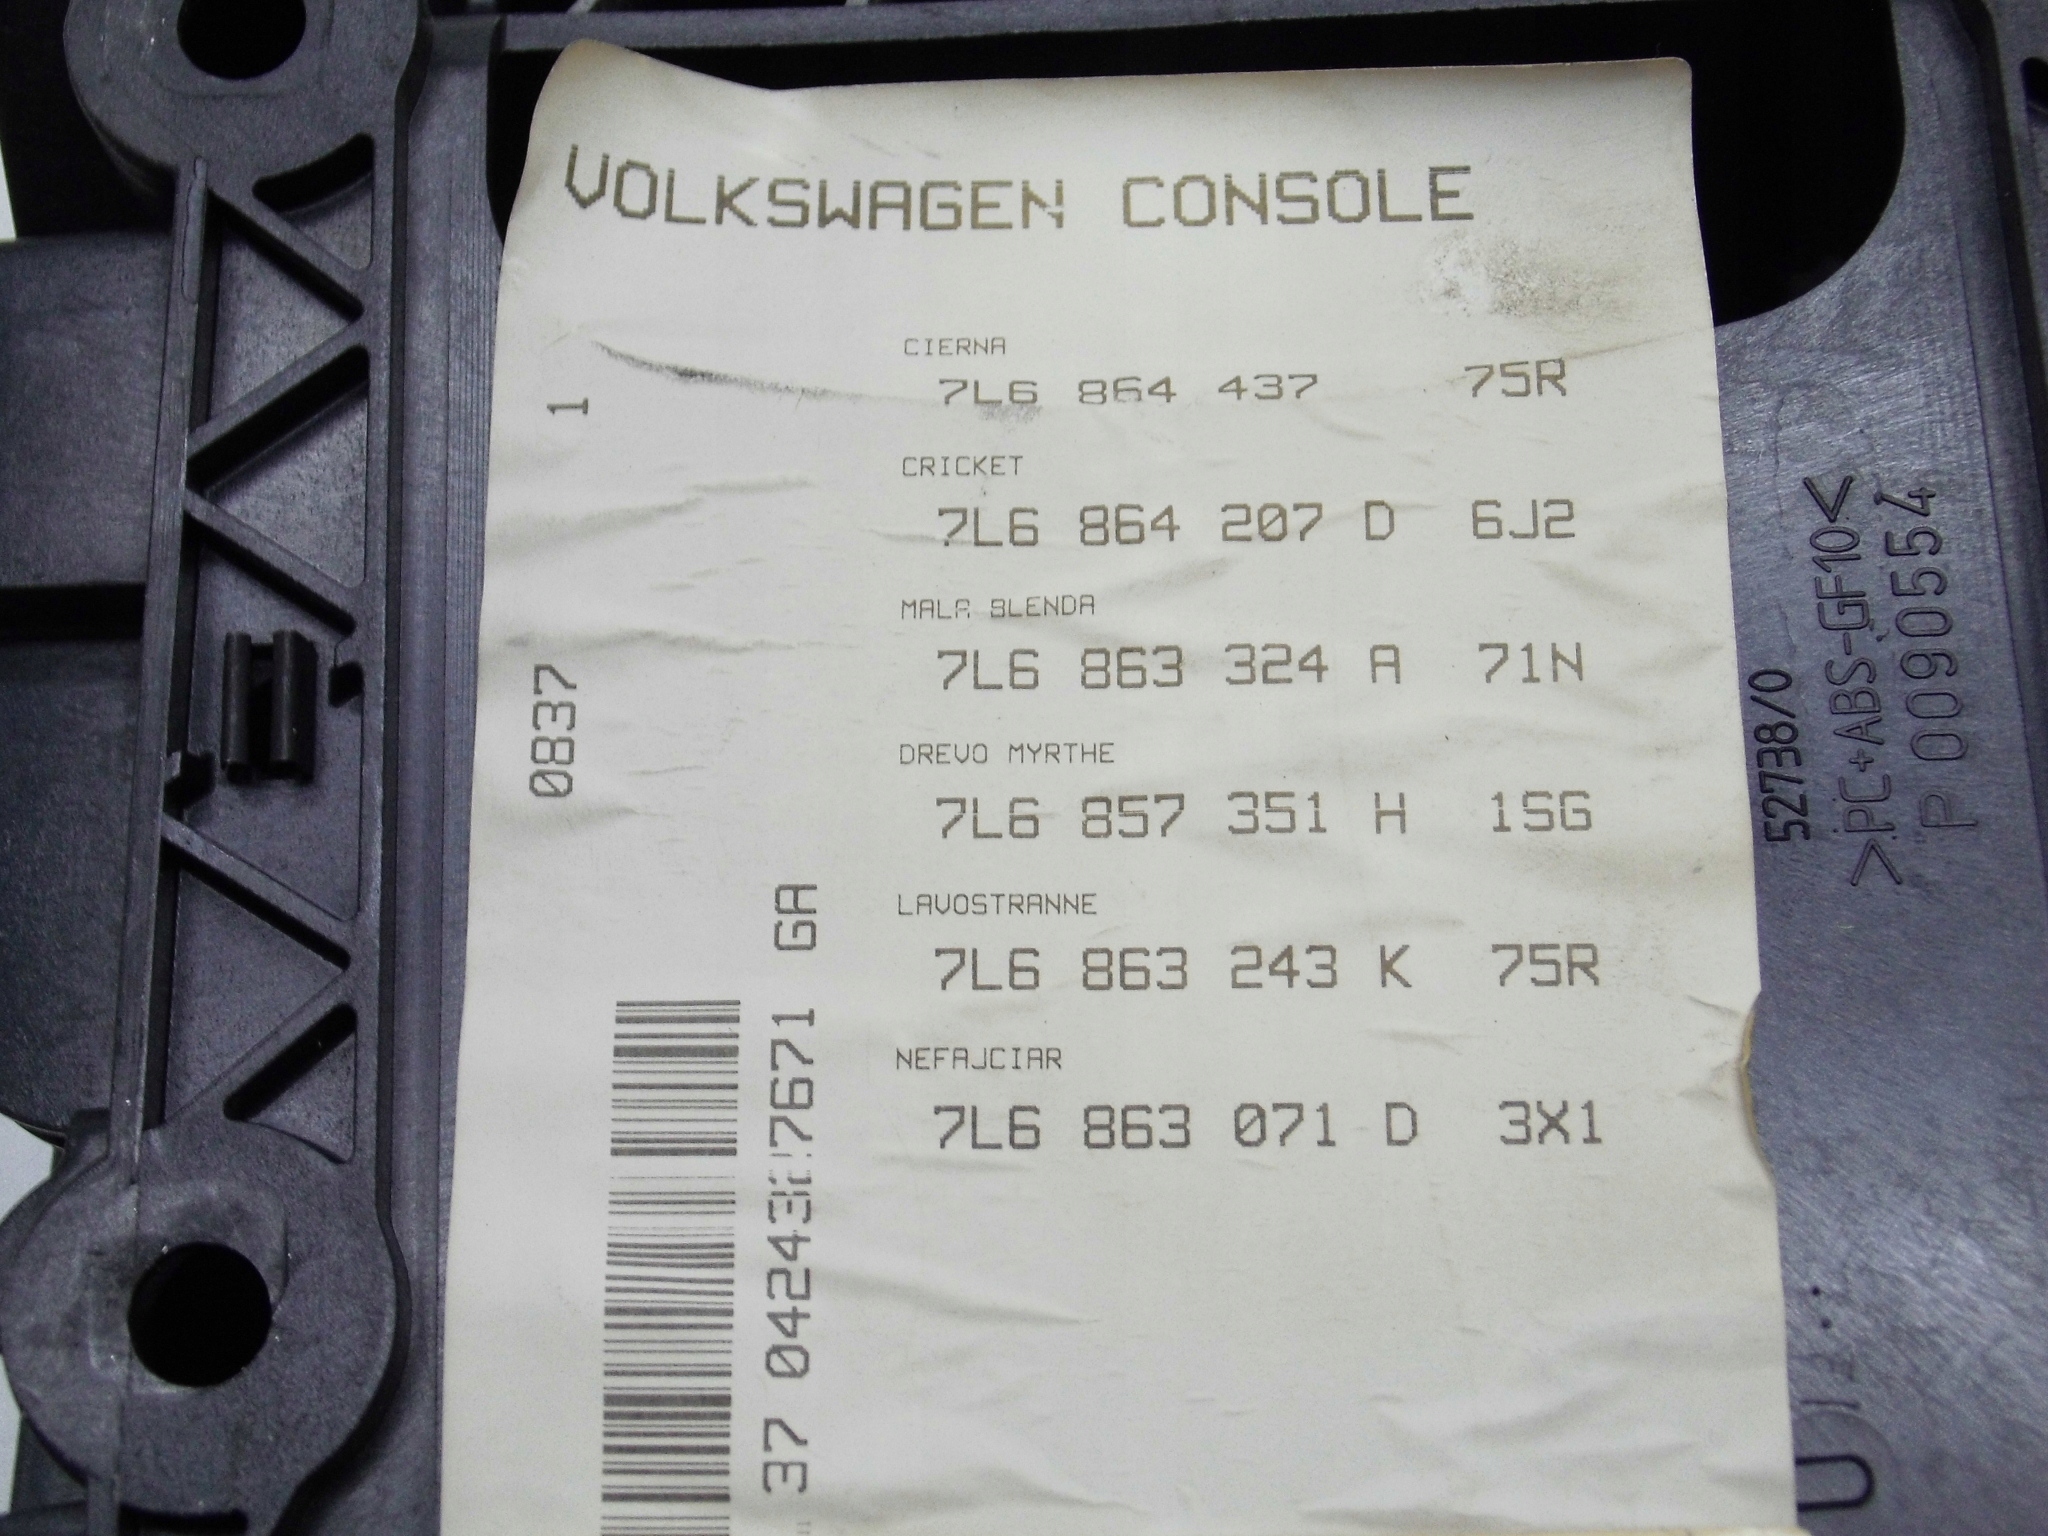 VOLKSWAGEN CONSOLE
1
CIERNA
7L6 864 437 75R
CRICKET
7L6 864 207 D 6J2
MALA BLENDA
7L6 863 324 A 71N
0837
DREVO MYRTHE
7L6 857 351 H 1SG
LAVOSTRANNE
7L6 863 243 K 75R
NEFAJCIAR
7L6 863 071 D 3X1
37 GA
52738/0
>PC+ABS-GF10<
P 0090554